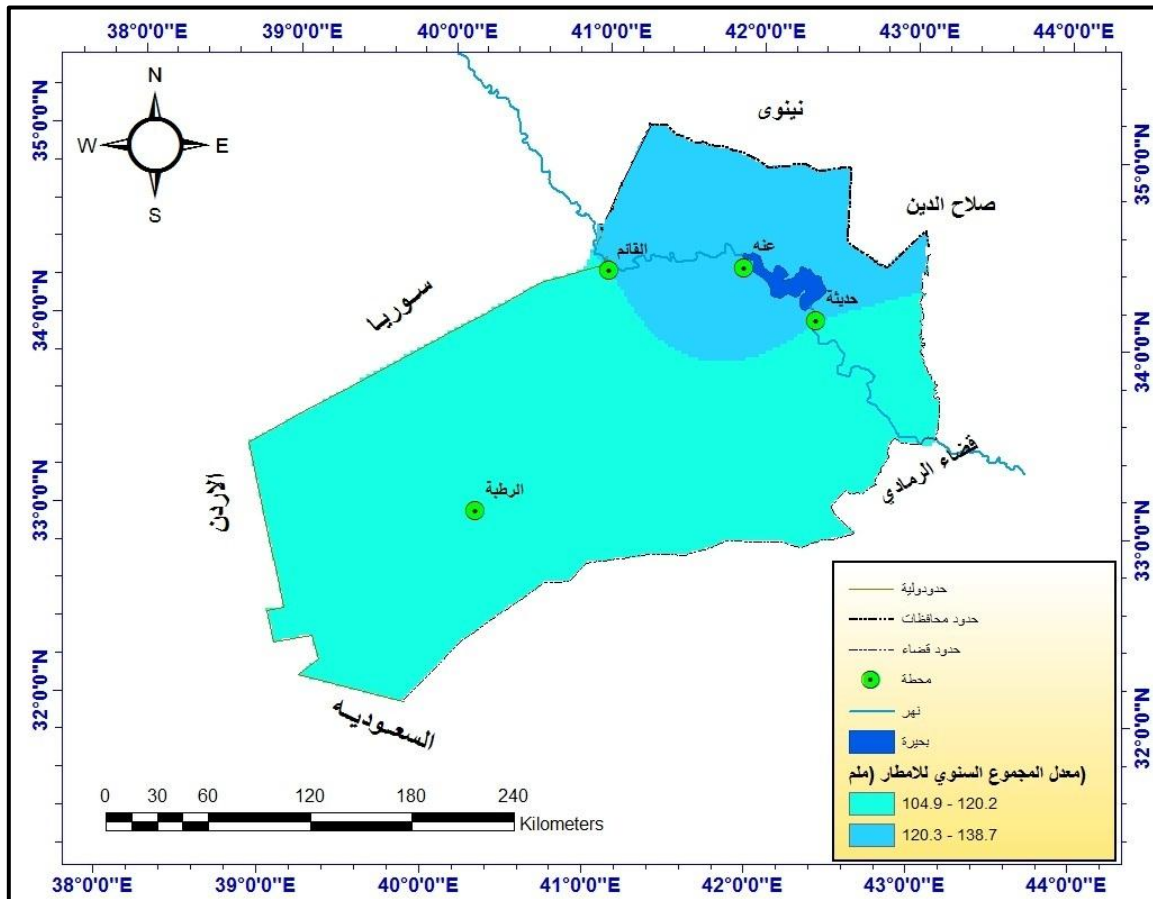 38°0'0"E 39°0'0"E 40°0'0"E 41°0'0"E 42°0'0"E 43°0'0"E 44°0'0"E
N
W E
S
35°0'0"N
34°0'0"N
33°0'0"N
32°0'0"N
35°0'0"N
34°0'0"N
33°0'0"N
32°0'0"N
نينوى
صلاح الدين
القائم
عنه
حديثة
سوريا
الاردن
الرطبة
قضاء الرمادي
السعوديه
حدوددولية
حدود محافظات
حدود قضاء
محطة
نهر
بحيرة
معدل المجموع السنوي للامطار (ملم)
104.9 - 120.2
120.3 - 138.7
0 30 60 120 180 240
Kilometers
38°0'0"E 39°0'0"E 40°0'0"E 41°0'0"E 42°0'0"E 43°0'0"E 44°0'0"E